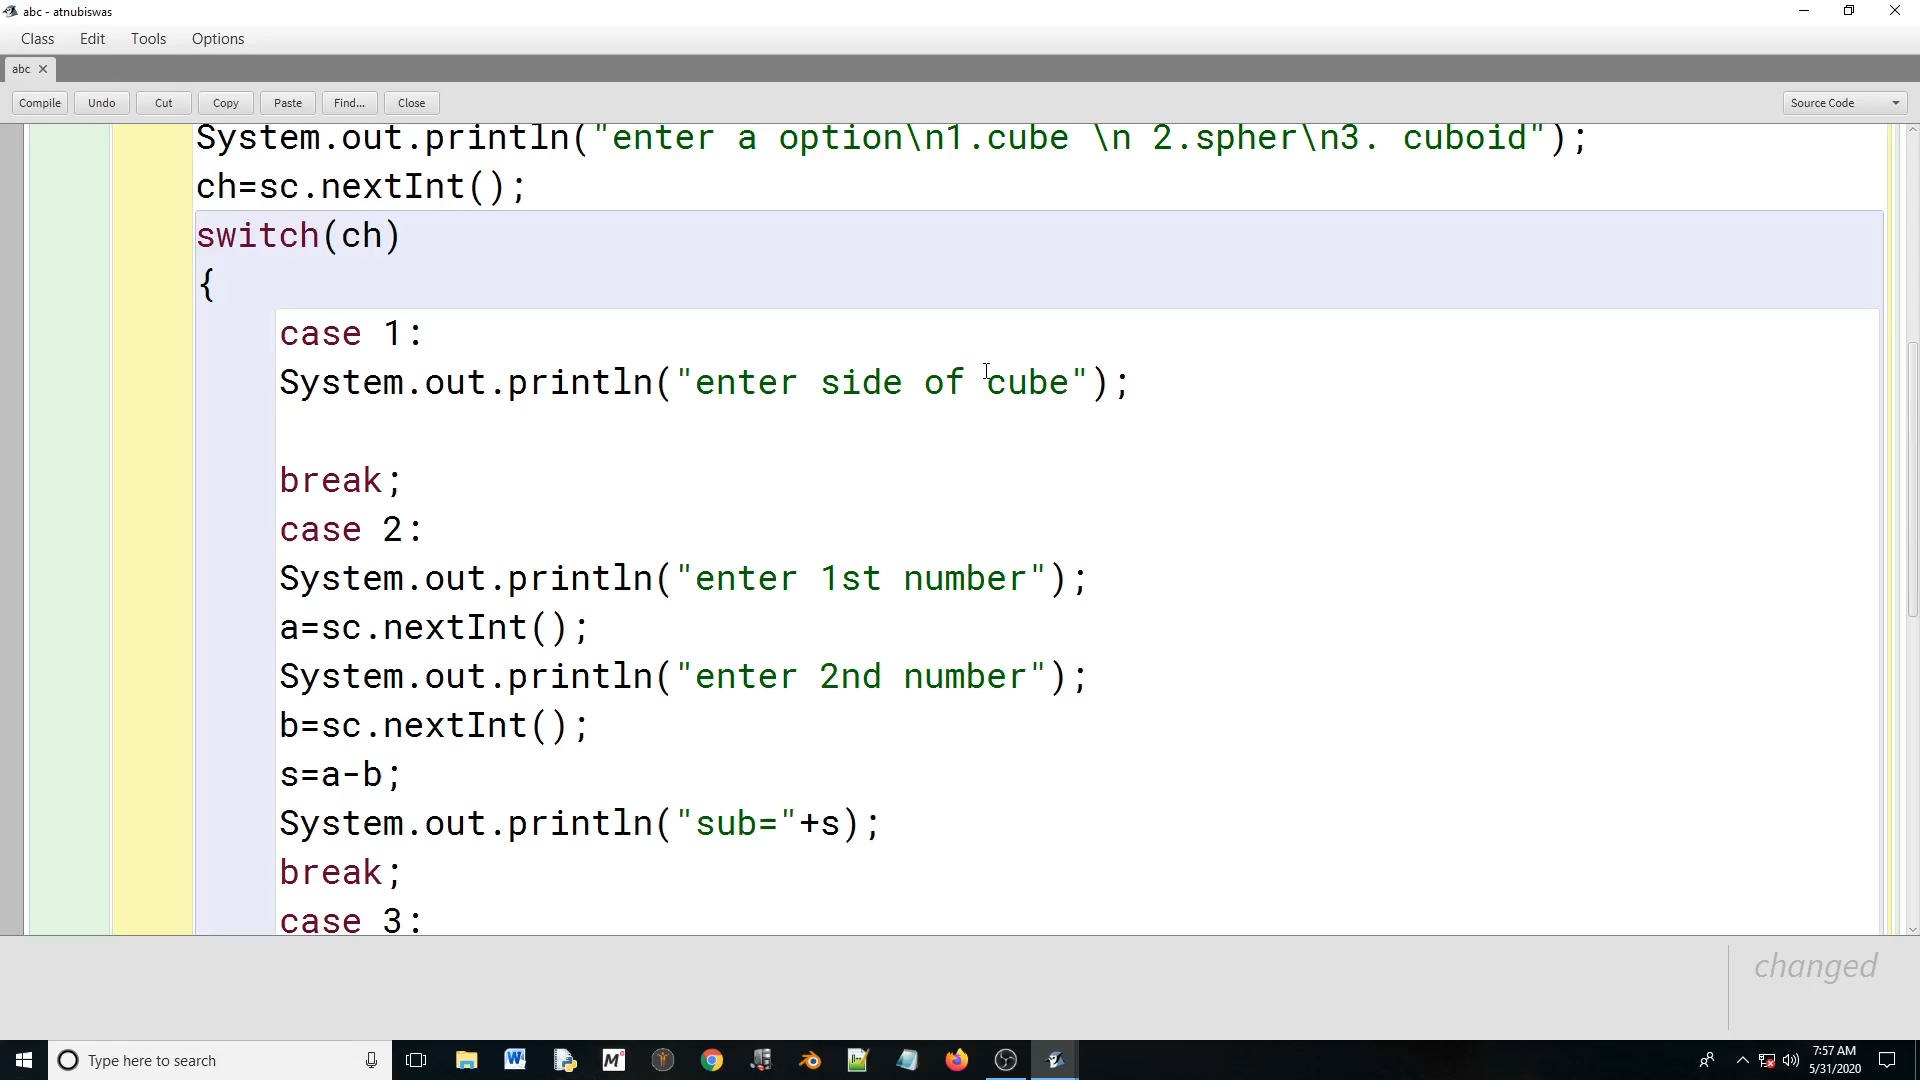 abc - atnubiswas
Class Edit Tools Options
abc
Compile Undo Cut Copy Paste Find... Close Source Code
System.out.println("enter a option\n1.cube \n 2.spher\n3. cuboid");
ch=sc.nextInt();
switch(ch)
{
case 1:
System.out.println("enter side of cube");
break;
case 2:
System.out.println("enter 1st number");
a=sc.nextInt();
System.out.println("enter 2nd number");
b=sc.nextInt();
s=a-b;
System.out.println("sub="+s);
break;
case 3:
changed
Type here to search
7:57 AM
5/31/2020